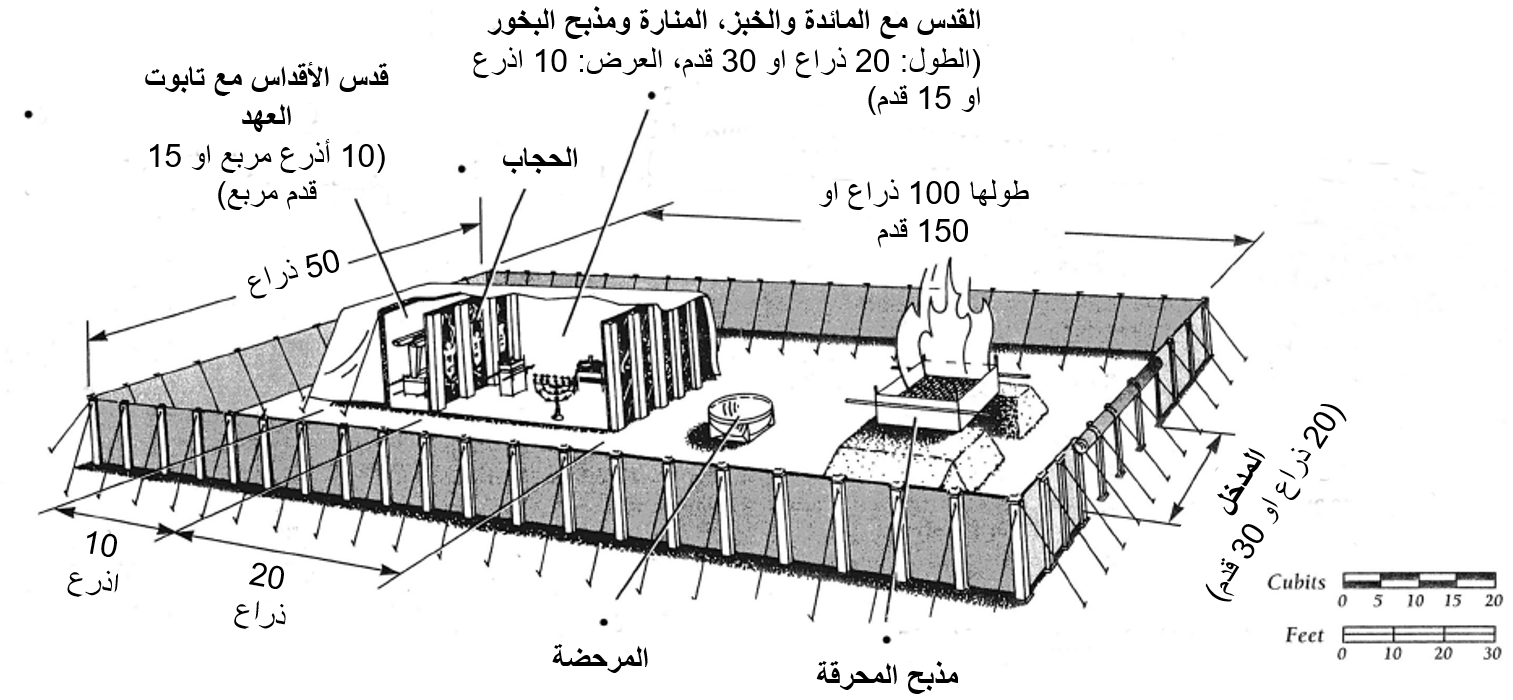 القدس مع المائدة والخبز، المنارة ومذبح البخور
(الطول: 20 ذراع او 30 قدم، العرض: 10 اذرع
او 15 قدم)
قدس الأقداس مع تابوت
العهد
(10 أذرع مربع او 15
قدم مربع)
الحجاب
طولها 100 ذراع او
150 قدم
50 ذراع
المدخل
(20 ذراع او 30 قدم)
10
اذرع
20
ذراع
المرحضة
مذبح المحرقة
Cubits
0 5 10 15 20
Feet
0 10 20 30